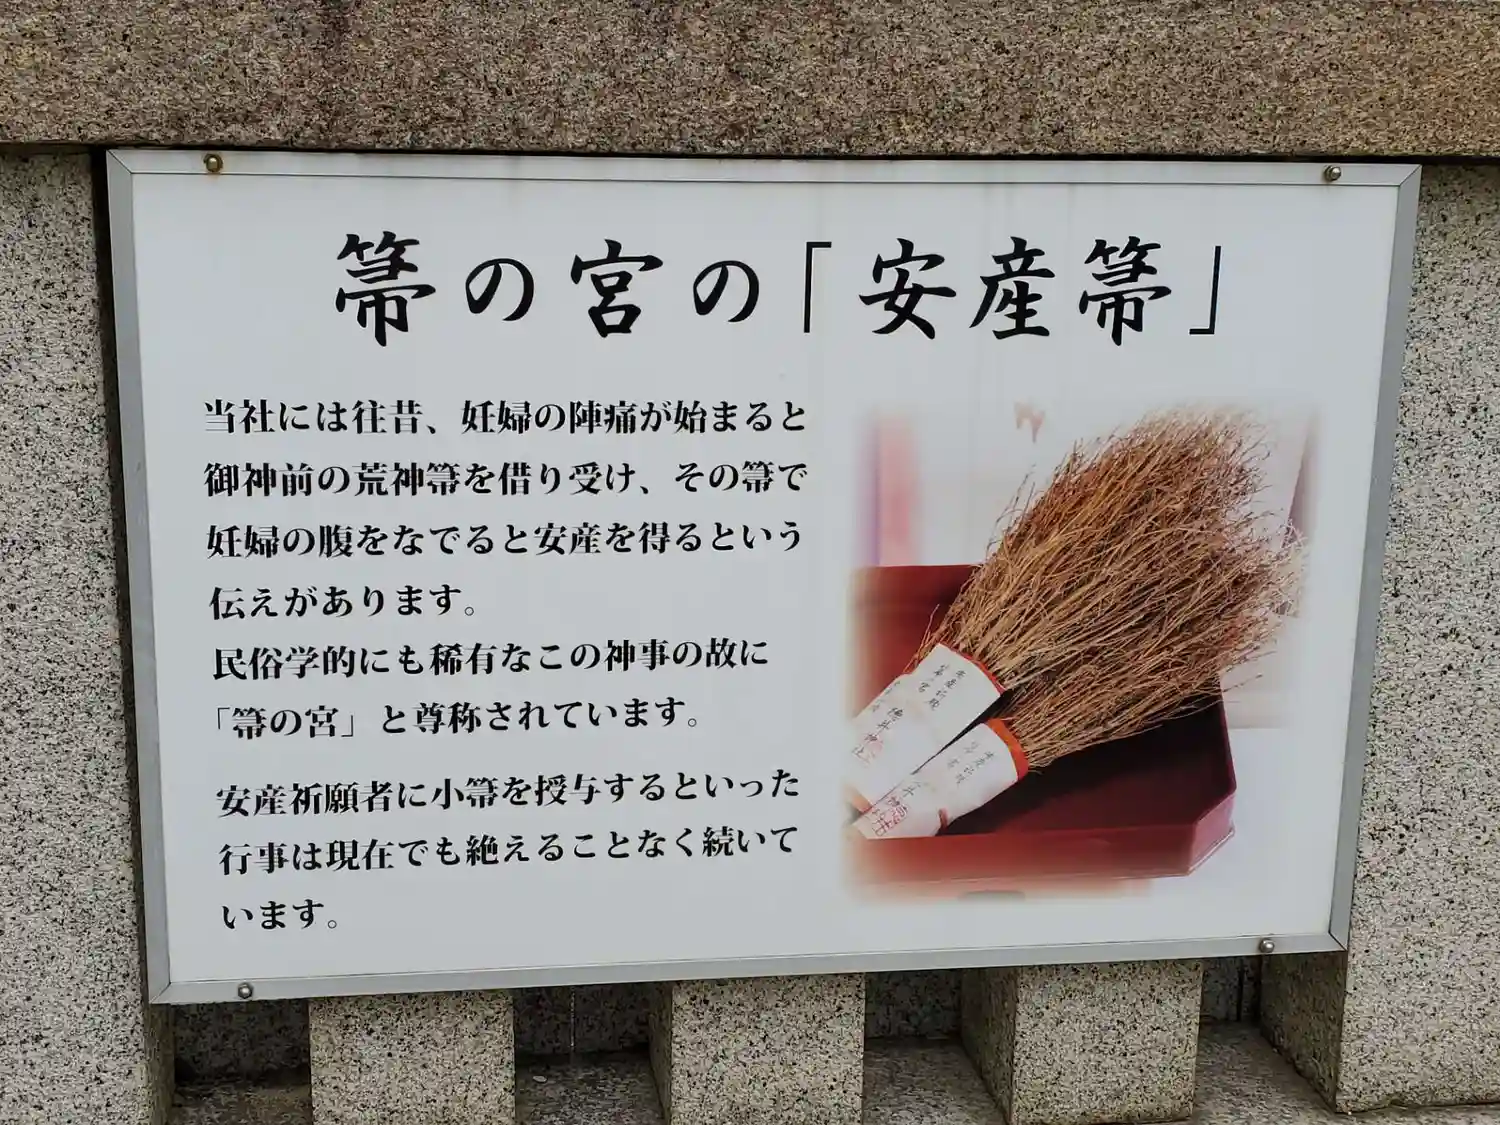 箒の宮の「安産箒」
当社には往昔、妊婦の陣痛が始まると
御神前の荒神箒を借り受け、その箒で
妊婦の腹をなでると安産を得るという
伝えがあります。
民俗学的にも稀有なこの神事の故に
「箒の宮」と尊称されています。
安産祈願者に小箒を授与するといった
行事は現在でも絶えることなく続いて
います。